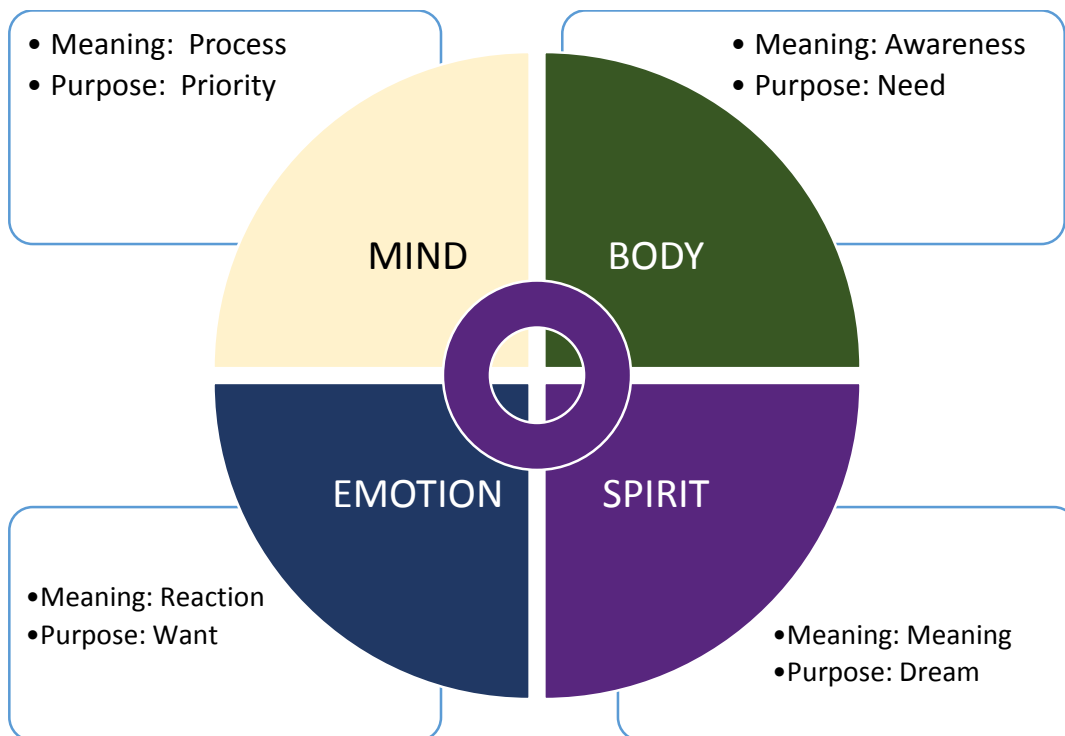 • Meaning:  Process
• Purpose:  Priority
• Meaning: Awareness
• Purpose: Need
MIND
BODY
EMOTION
SPIRIT
•Meaning: Reaction
•Purpose: Want
•Meaning: Meaning
•Purpose: Dream